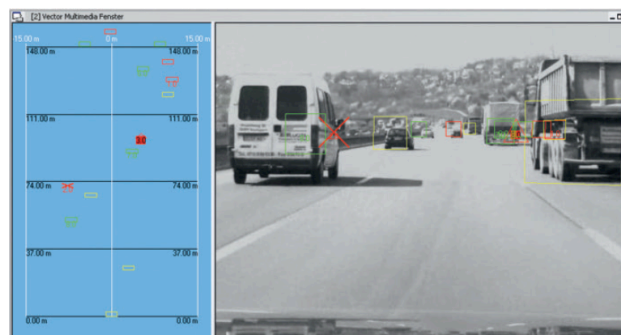 [2] Vector Multimedia Fenster
15.00 m 0 m 15.00 m
148.00 m 148.00 m
111.00 m 111.00 m
74.00 m 74.00 m
37.00 m 37.00 m
0.00 m 0.00 m